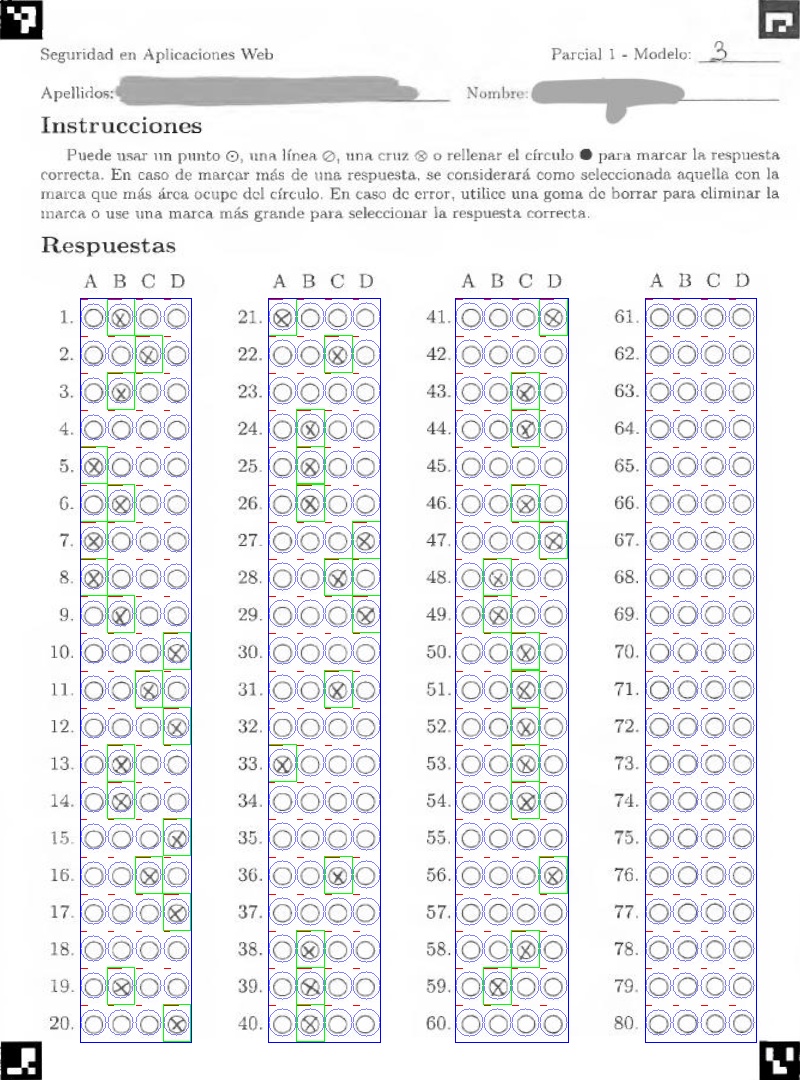 Seguridad en Aplicaciones Web
Parcial 1 - Modelo: 3
Apellidos:
Nombre:
Instrucciones
Puede usar un punto ⊙, una línea ⊘, una cruz ⊗ o rellenar el círculo ● para marcar la respuesta
correcta. En caso de marcar más de una respuesta, se considerará como seleccionada aquella con la
marca que más área ocupe del círculo. En caso de error, utilice una goma de borrar para eliminar la
marca o use una marca más grande para seleccionar la respuesta correcta.
Respuestas
A B C D A B C D A B C D A B C D
1. 21. 41. 61.
2. 22. 42. 62.
3. 23. 43. 63.
4. 24. 44. 64.
5. 25. 45. 65.
6. 26. 46. 66.
7. 27. 47. 67.
8. 28. 48. 68.
9. 29. 49. 69.
10. 30. 50. 70.
11. 31. 51. 71.
12. 32. 52. 72.
13. 33. 53. 73.
14. 34. 54. 74.
15. 35. 55. 75.
16. 36. 56. 76.
17. 37. 57. 77.
18. 38. 58. 78.
19. 39. 59. 79.
20. 40. 60. 80.